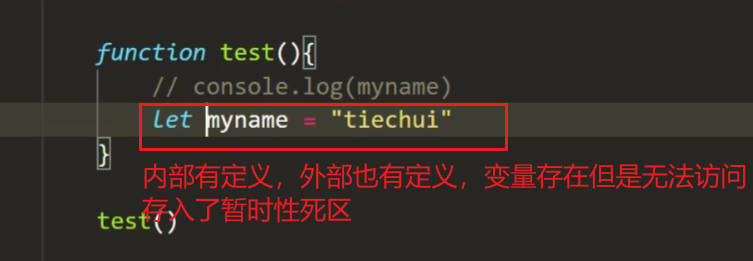 function test(){
// console.log(myname)
let myname = "tiechui"
}
内部有定义，外部也有定义，变量存在但是无法访问
存入了暂时性死区
test()